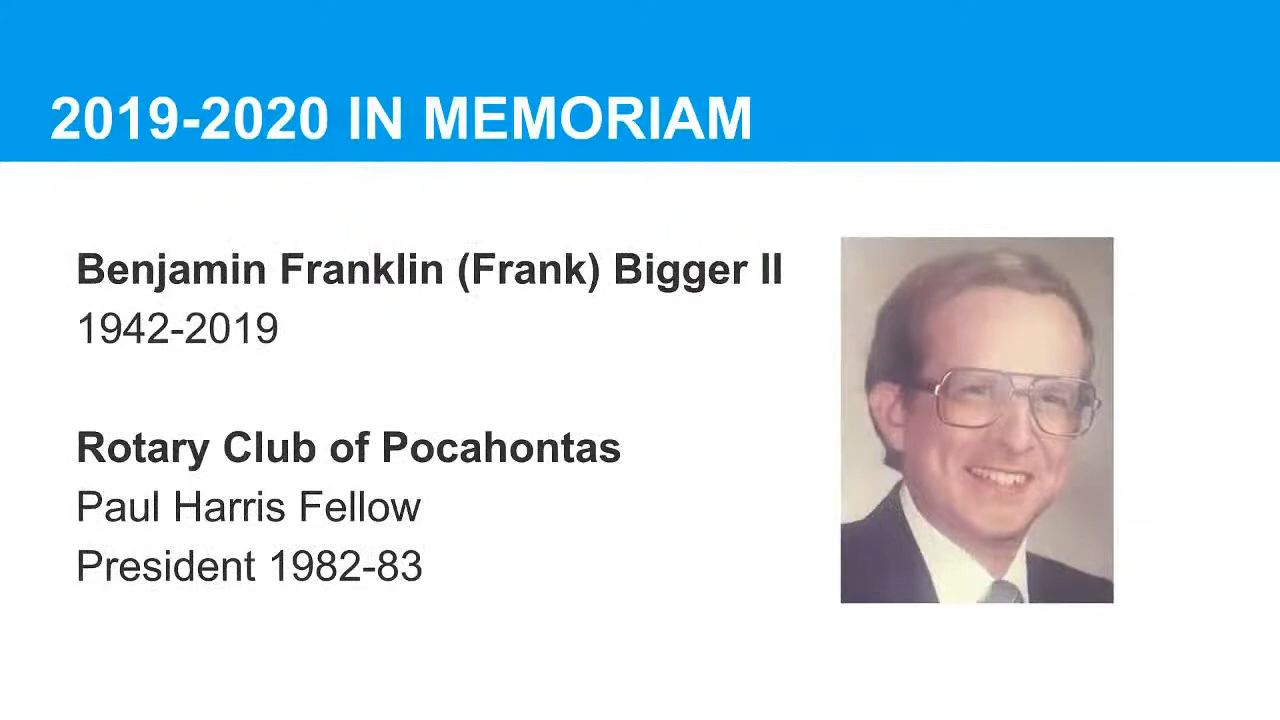 2019-2020 IN MEMORIAM
Benjamin Franklin (Frank) Bigger II
1942-2019
Rotary Club of Pocahontas
Paul Harris Fellow
President 1982-83